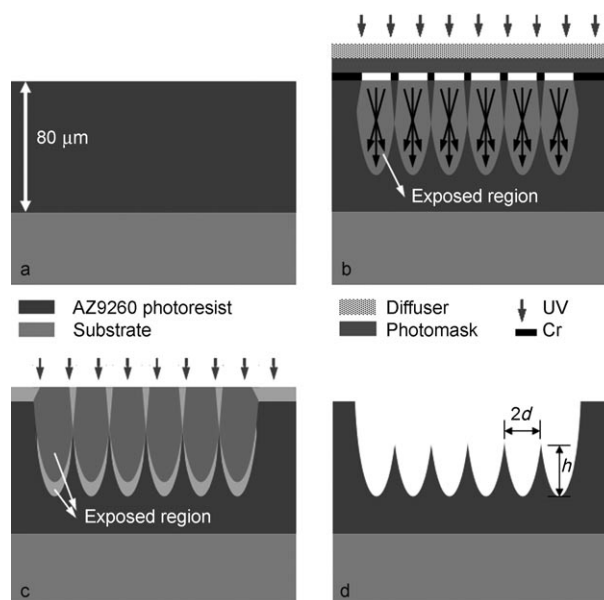 80 μm
a
Exposed region
b
AZ9260 photoresist
Substrate
Diffuser
Photomask
UV
Cr
Exposed region
c
2d
h
d